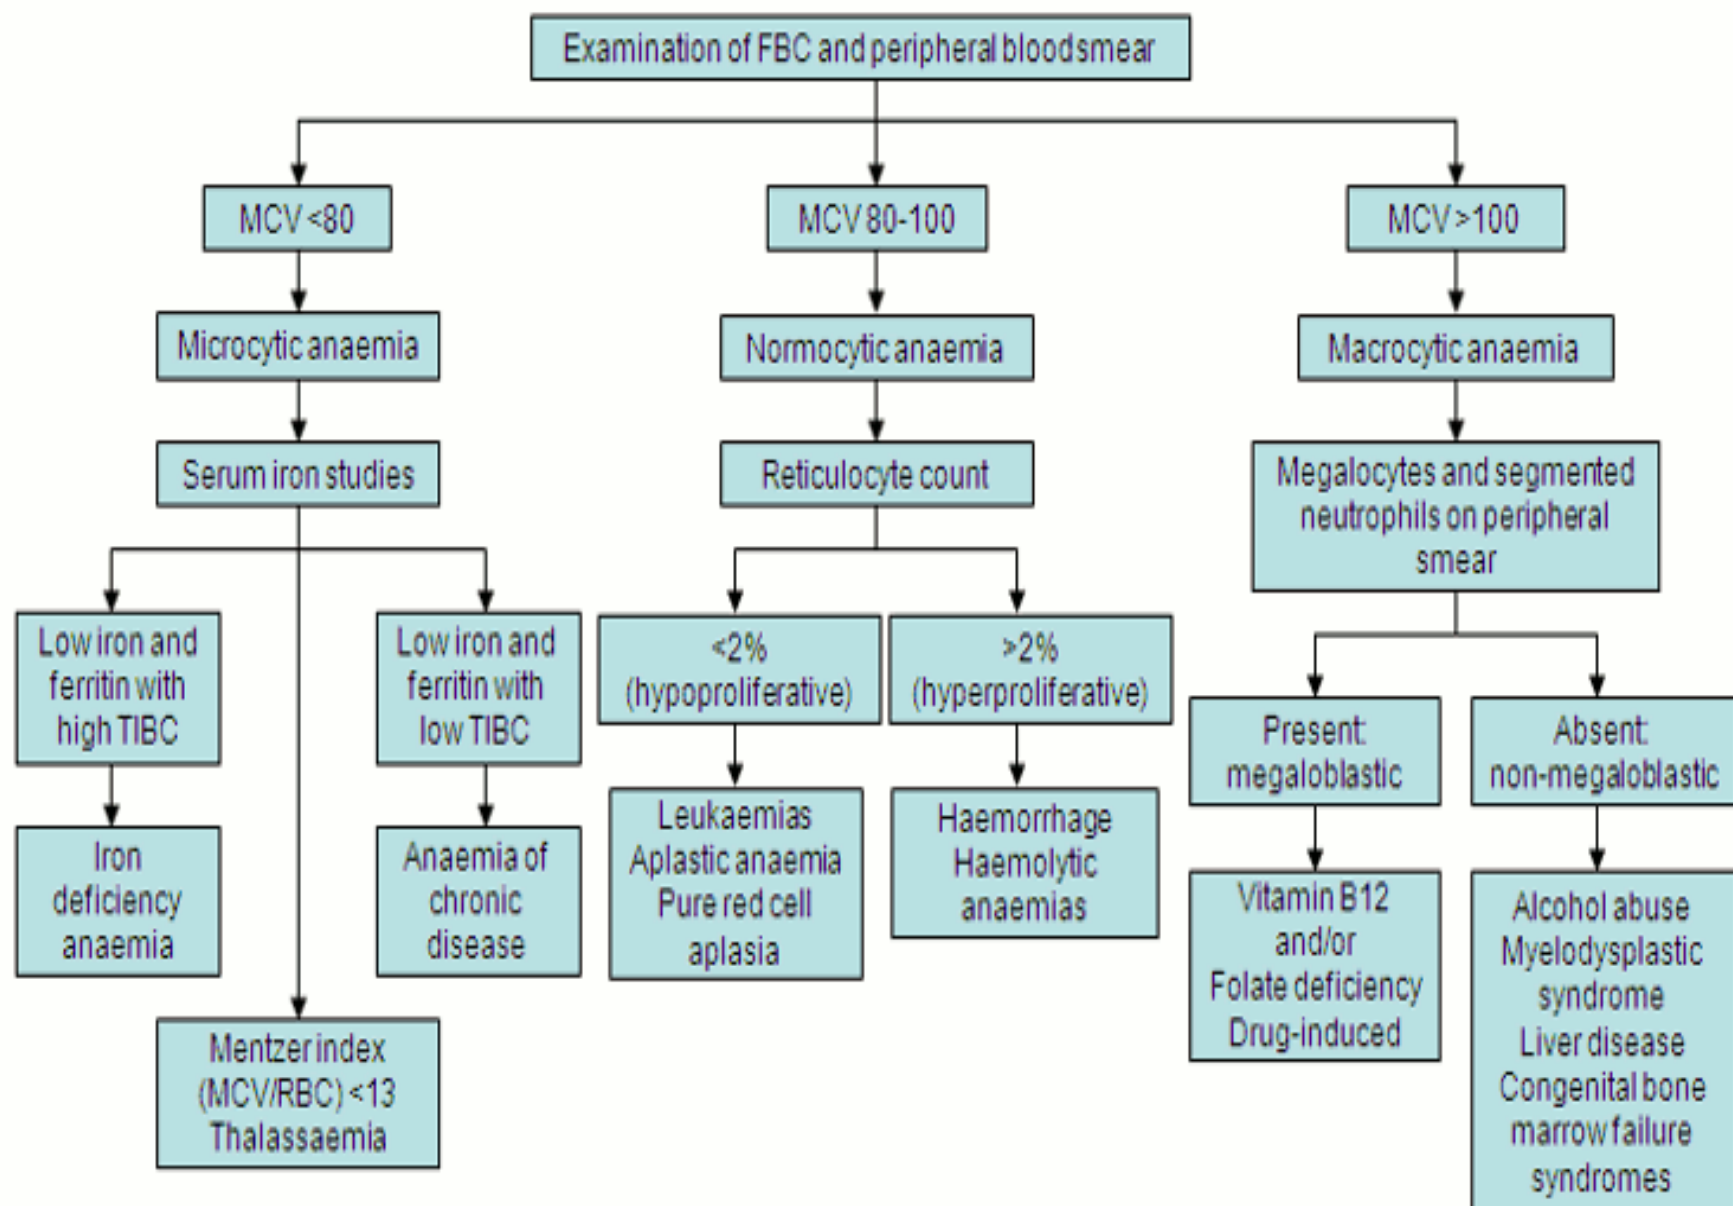 Examination of FBC and peripheral blood smear
MCV <80
MCV 80-100
MCV >100
Microcytic anaemia
Normocytic anaemia
Macrocytic anaemia
Serum iron studies
Reticulocyte count
Megalocytes and segmented
neutrophils on peripheral
smear
Low iron and
ferritin with
high TIBC
Low iron and
ferritin with
low TIBC
<2%
(hypoproliferative)
>2%
(hyperproliferative)
Present:
megaloblastic
Absent:
non-megaloblastic
Iron
deficiency
anaemia
Anaemia of
chronic
disease
Leukaemias
Aplastic anaemia
Pure red cell
aplasia
Haemorrhage
Haemolytic
anaemias
Vitamin B12
and/or
Folate deficiency
Drug-induced
Alcohol abuse
Myelodysplastic
syndrome
Liver disease
Congenital bone
marrow failure
syndromes
Mentzer index
(MCV/RBC) <13
Thalassaemia